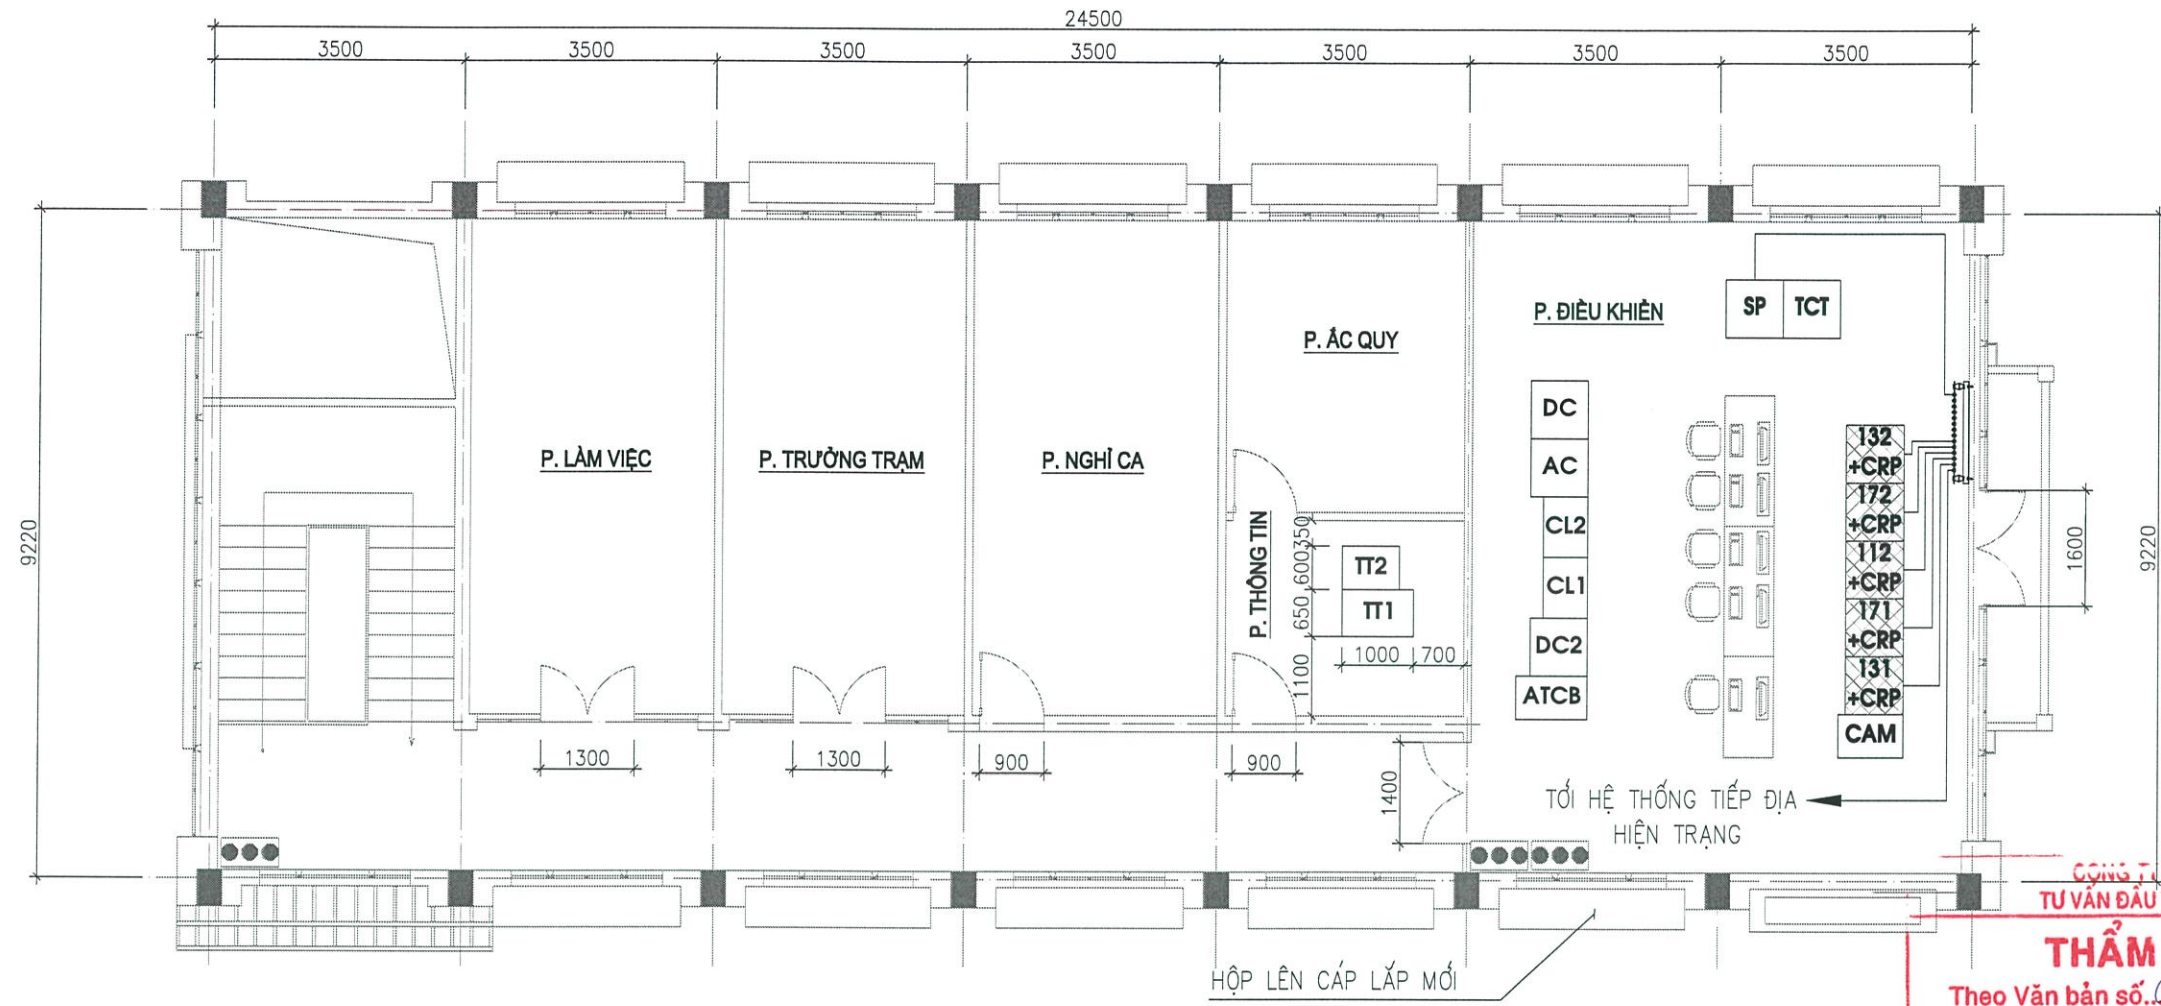 24500
3500 3500 3500 3500 3500 3500 3500
9220
P. LÀM VIỆC
P. TRƯỞNG TRẠM
P. NGHỈ CA
P. ẮC QUY
P. THÔNG TIN
P. ĐIỀU KHIỂN
SP TCT
DC
AC
CL2
CL1
DC2
ATCB
132
+CRP
172
+CRP
112
+CRP
171
+CRP
131
+CRP
CAM
TT2
TT1
350
600
650
1100
1000 700
1600
9220
1300
1300
900
900
1400
TỚI HỆ THỐNG TIẾP ĐỊA
HIỆN TRẠNG
HỘP LÊN CÁP LẮP MỚI
CÔNG T
TƯ VẤN ĐẦU
THẨM
Theo Văn bản số..